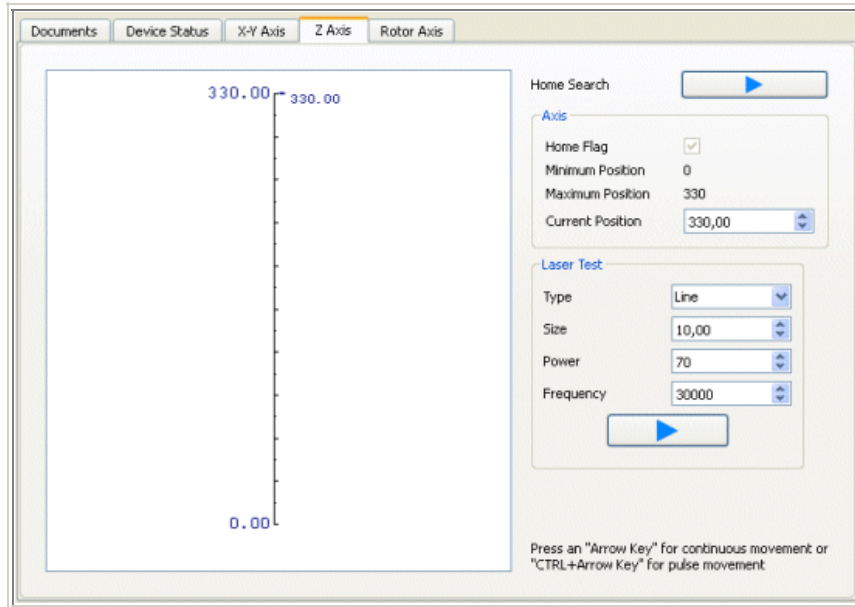 Documents Device Status X-Y Axis Z Axis Rotor Axis
330.00 330.00
0.00
Home Search
Axis
Home Flag
Minimum Position 0
Maximum Position 330
Current Position 330,00
Laser Test
Type Line
Size 10,00
Power 70
Frequency 30000
Press an "Arrow Key" for continuous movement or
"CTRL+Arrow Key" for pulse movement